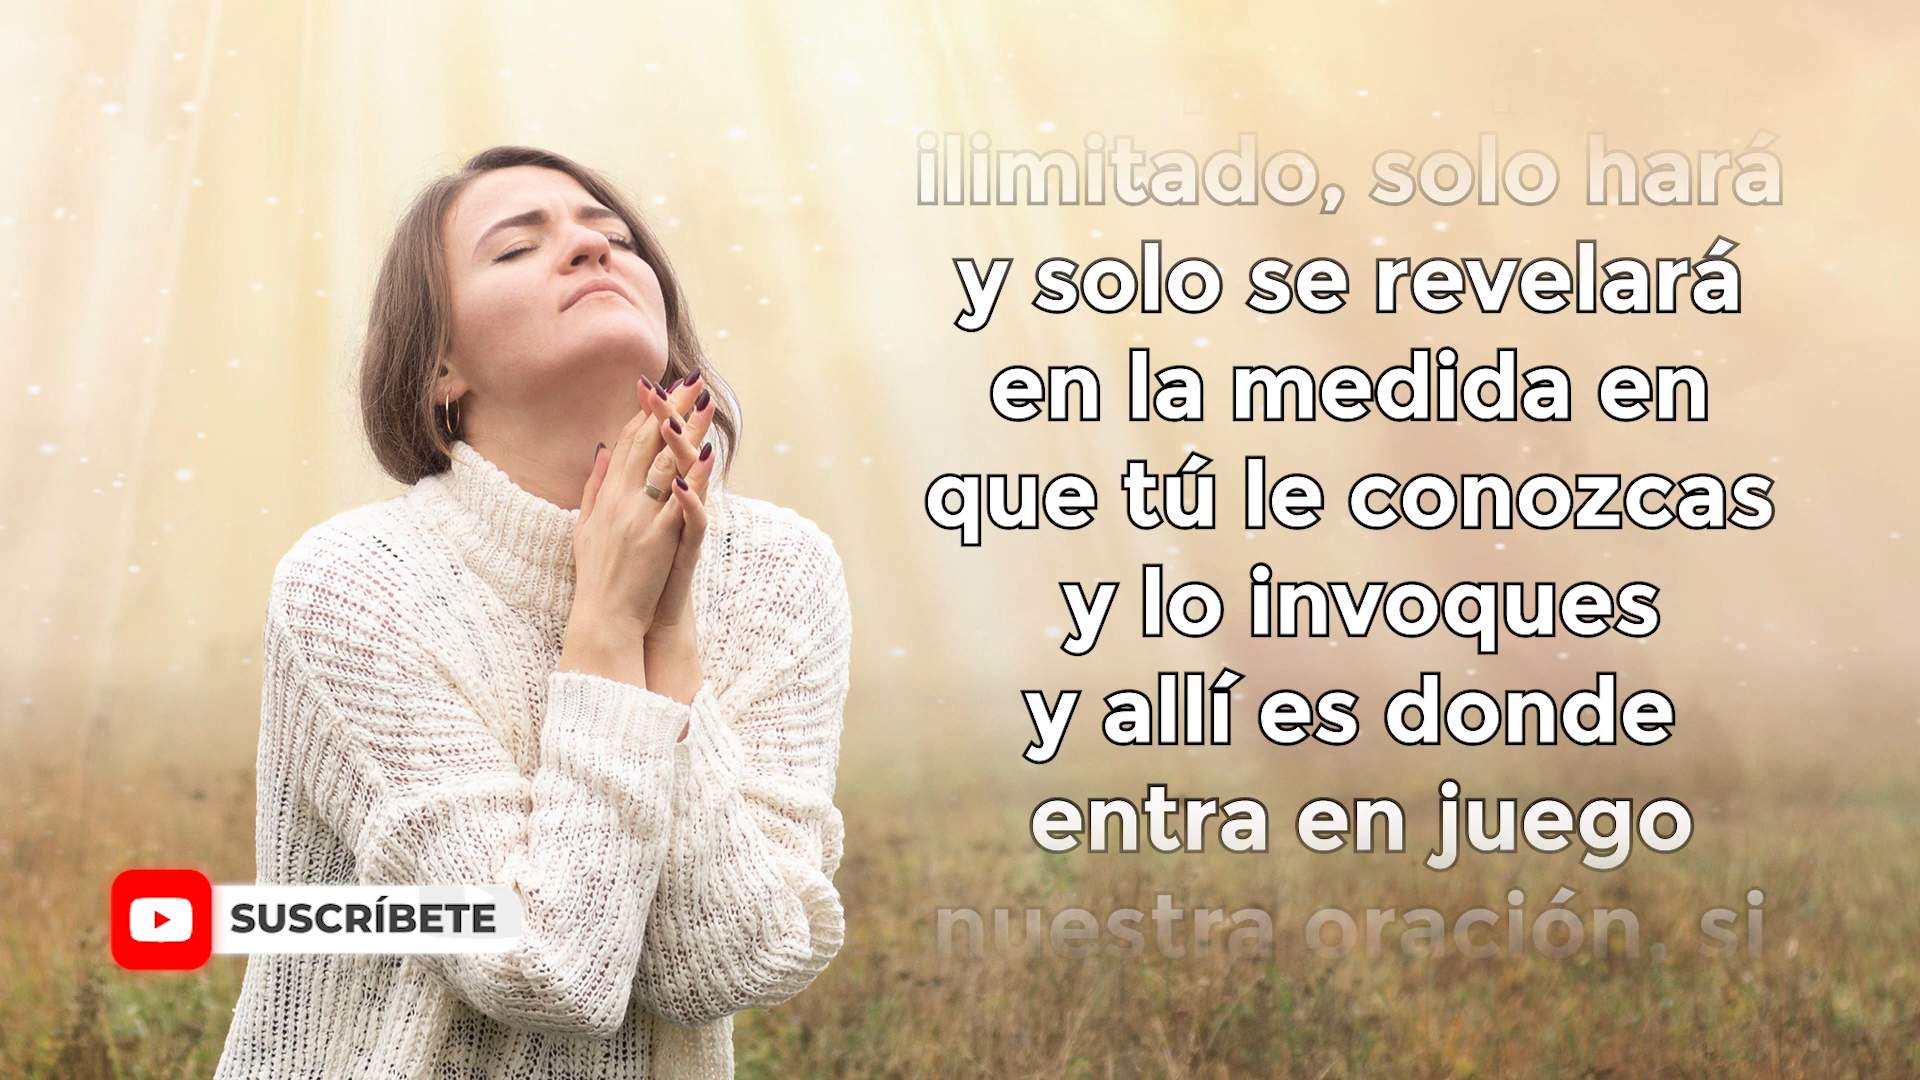 ilimitado, solo hará
y solo se revelará
en la medida en
que tú le conozcas
y lo invoques
y allí es donde
entra en juego
nuestra oración, si
SUSCRÍBETE